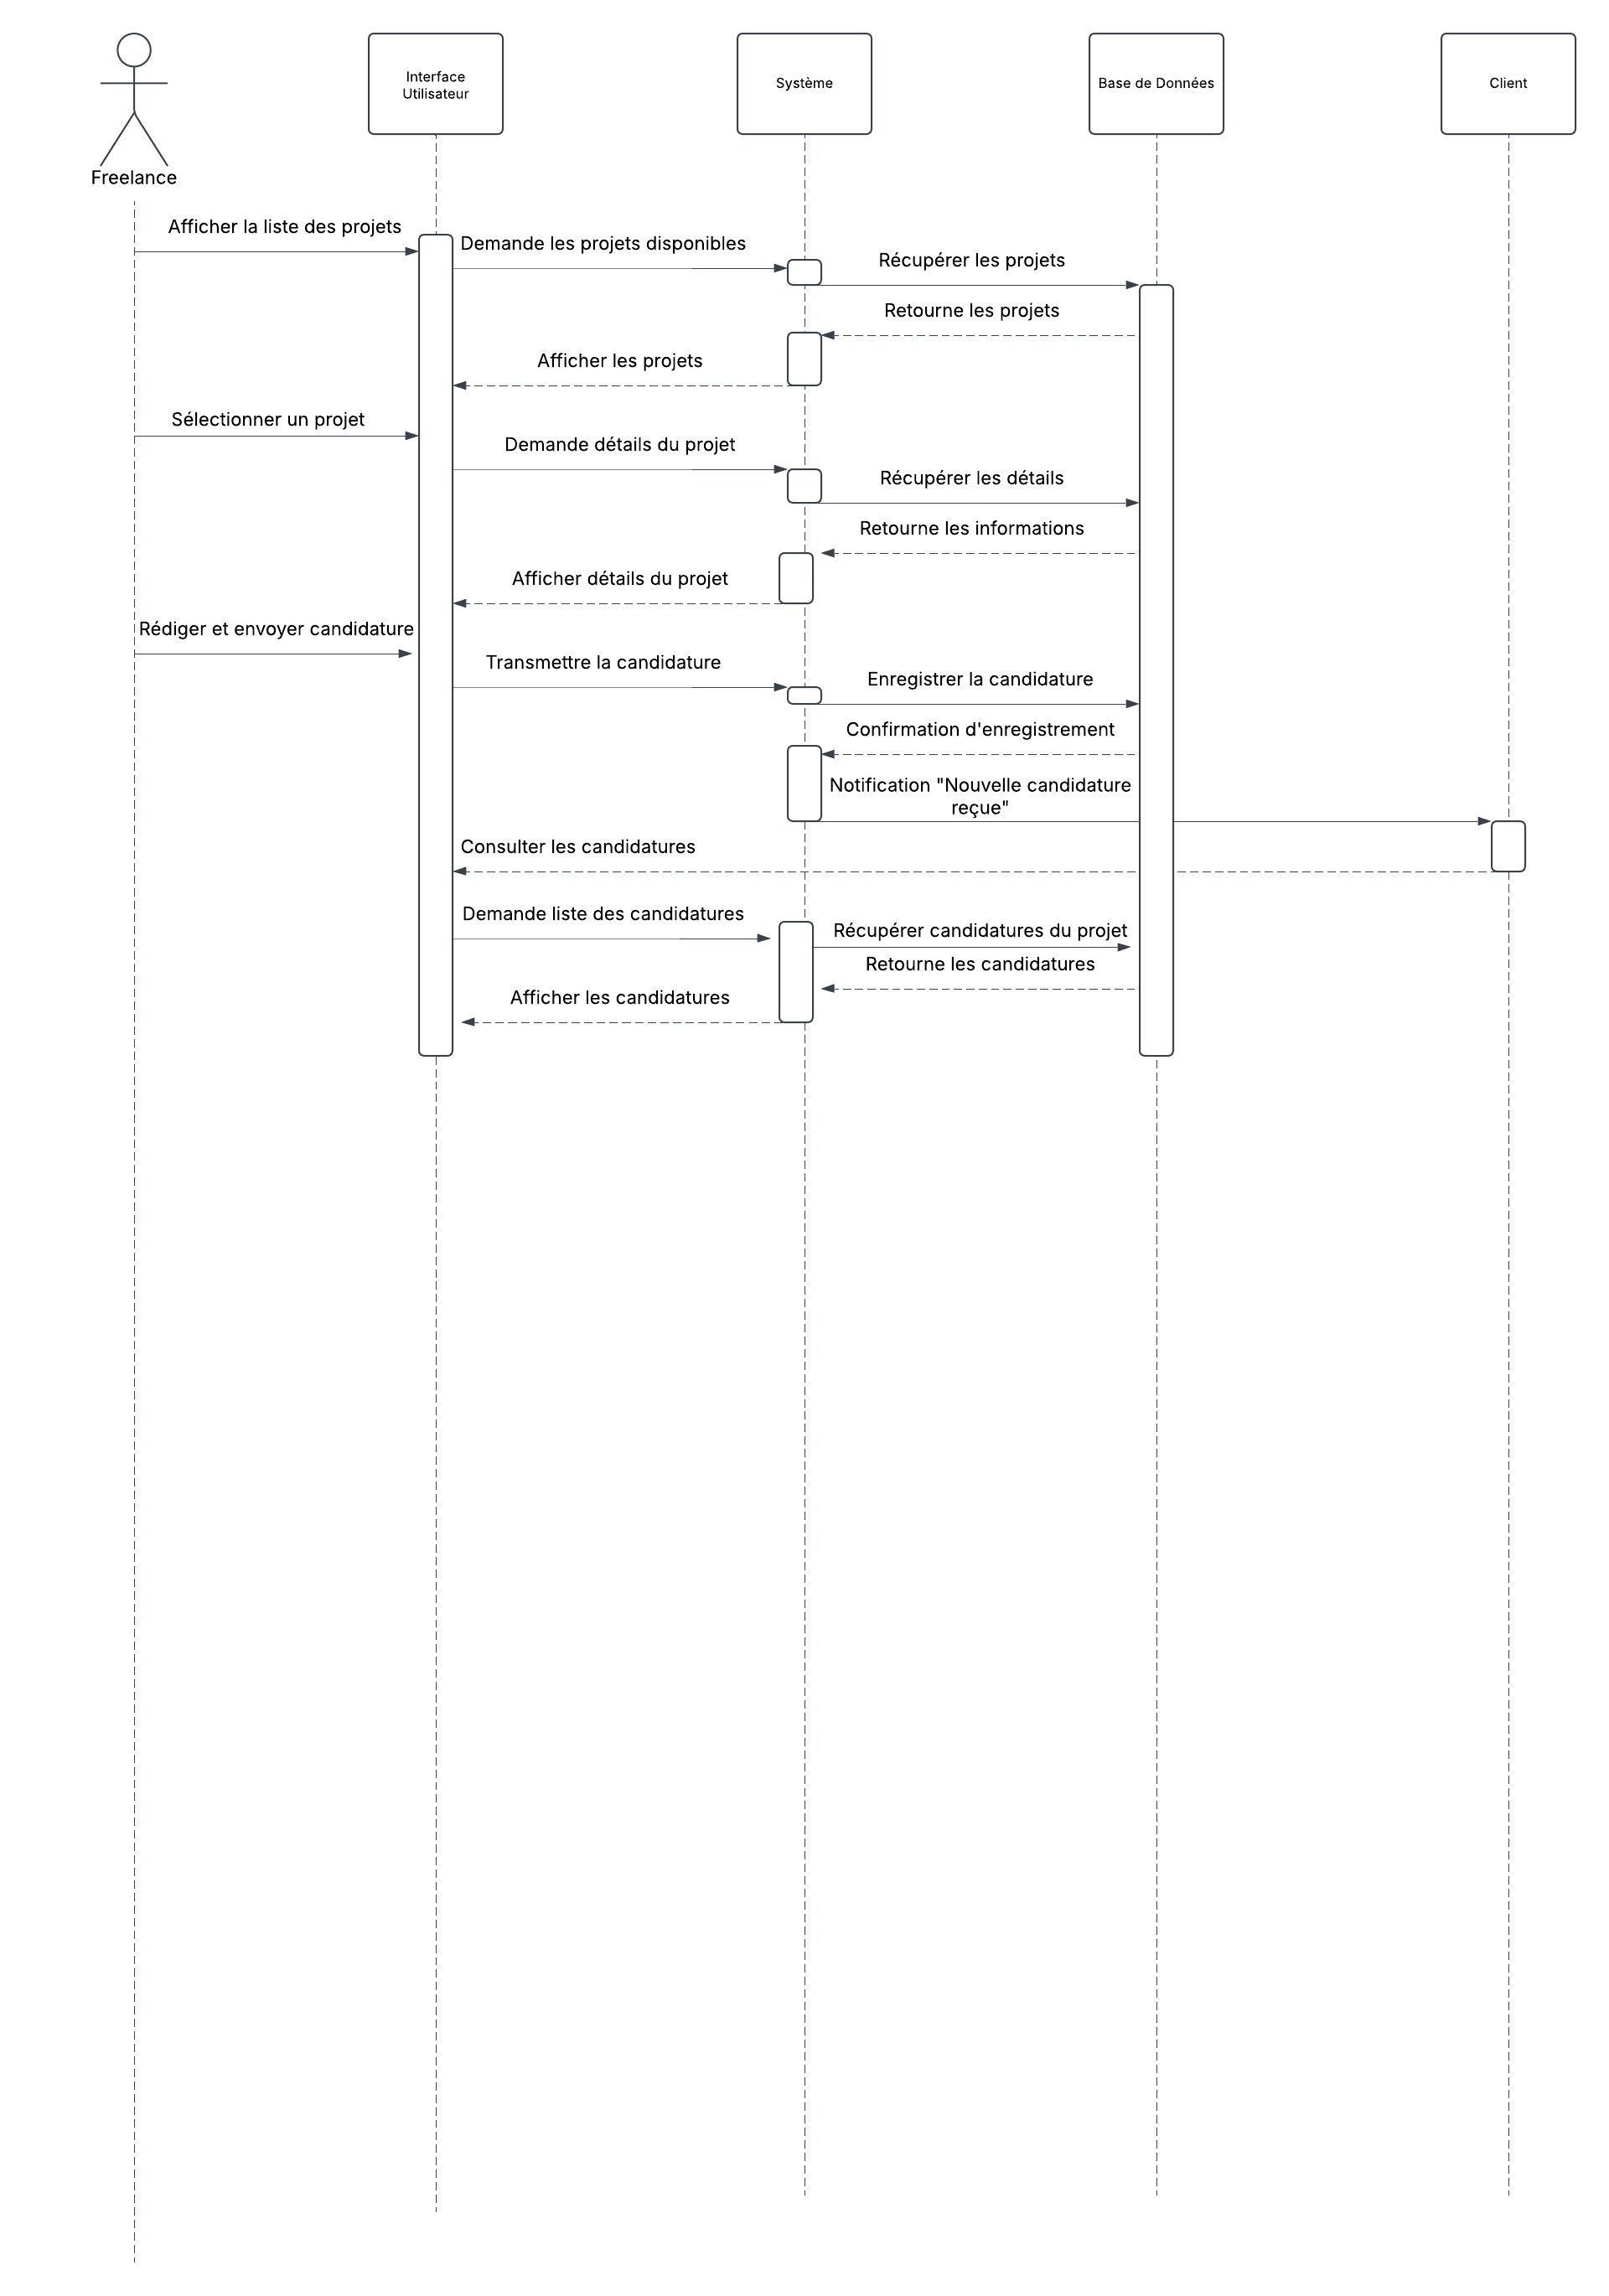 Interface
Utilisateur
Système
Base de Données
Client
Freelance
Afficher la liste des projets
Demande les projets disponibles
Récupérer les projets
Retourne les projets
Afficher les projets
Sélectionner un projet
Demande détails du projet
Récupérer les détails
Retourne les informations
Afficher détails du projet
Rédiger et envoyer candidature
Transmettre la candidature
Enregistrer la candidature
Confirmation d'enregistrement
Notification "Nouvelle candidature
reçue"
Consulter les candidatures
Demande liste des candidatures
Récupérer candidatures du projet
Retourne les candidatures
Afficher les candidatures